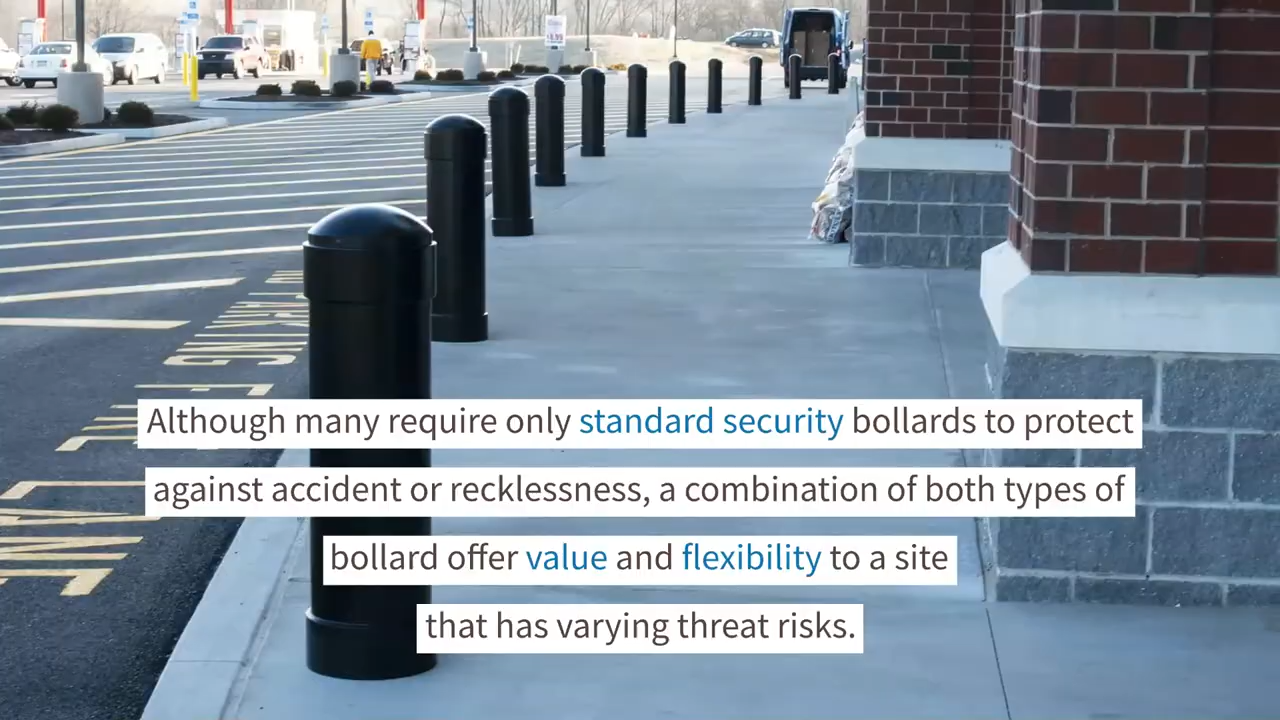 Although many require only standard security bollards to protect
against accident or recklessness, a combination of both types of
bollard offer value and flexibility to a site
that has varying threat risks.